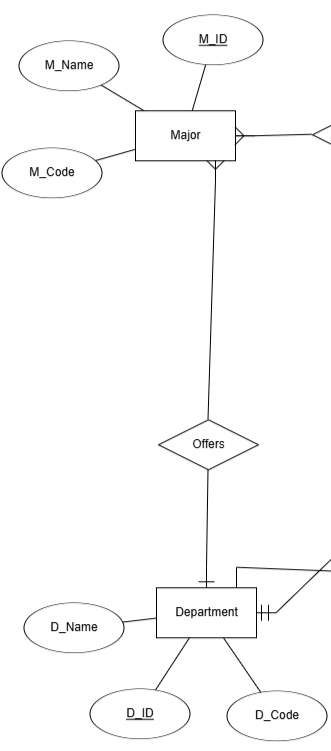 M_ID
M_Name
Major
M_Code
Offers
Department
D_Name
D_ID
D_Code